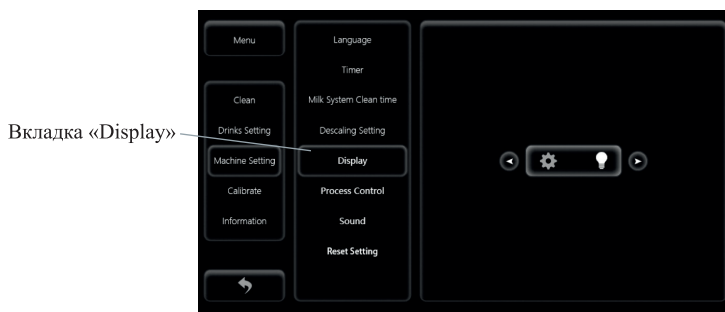 Вкладка «Display»
Menu
Clean
Drinks Setting
Machine Setting
Calibrate
Information
Language
Timer
Milk System Clean time
Descaling Setting
Display
Process Control
Sound
Reset Setting